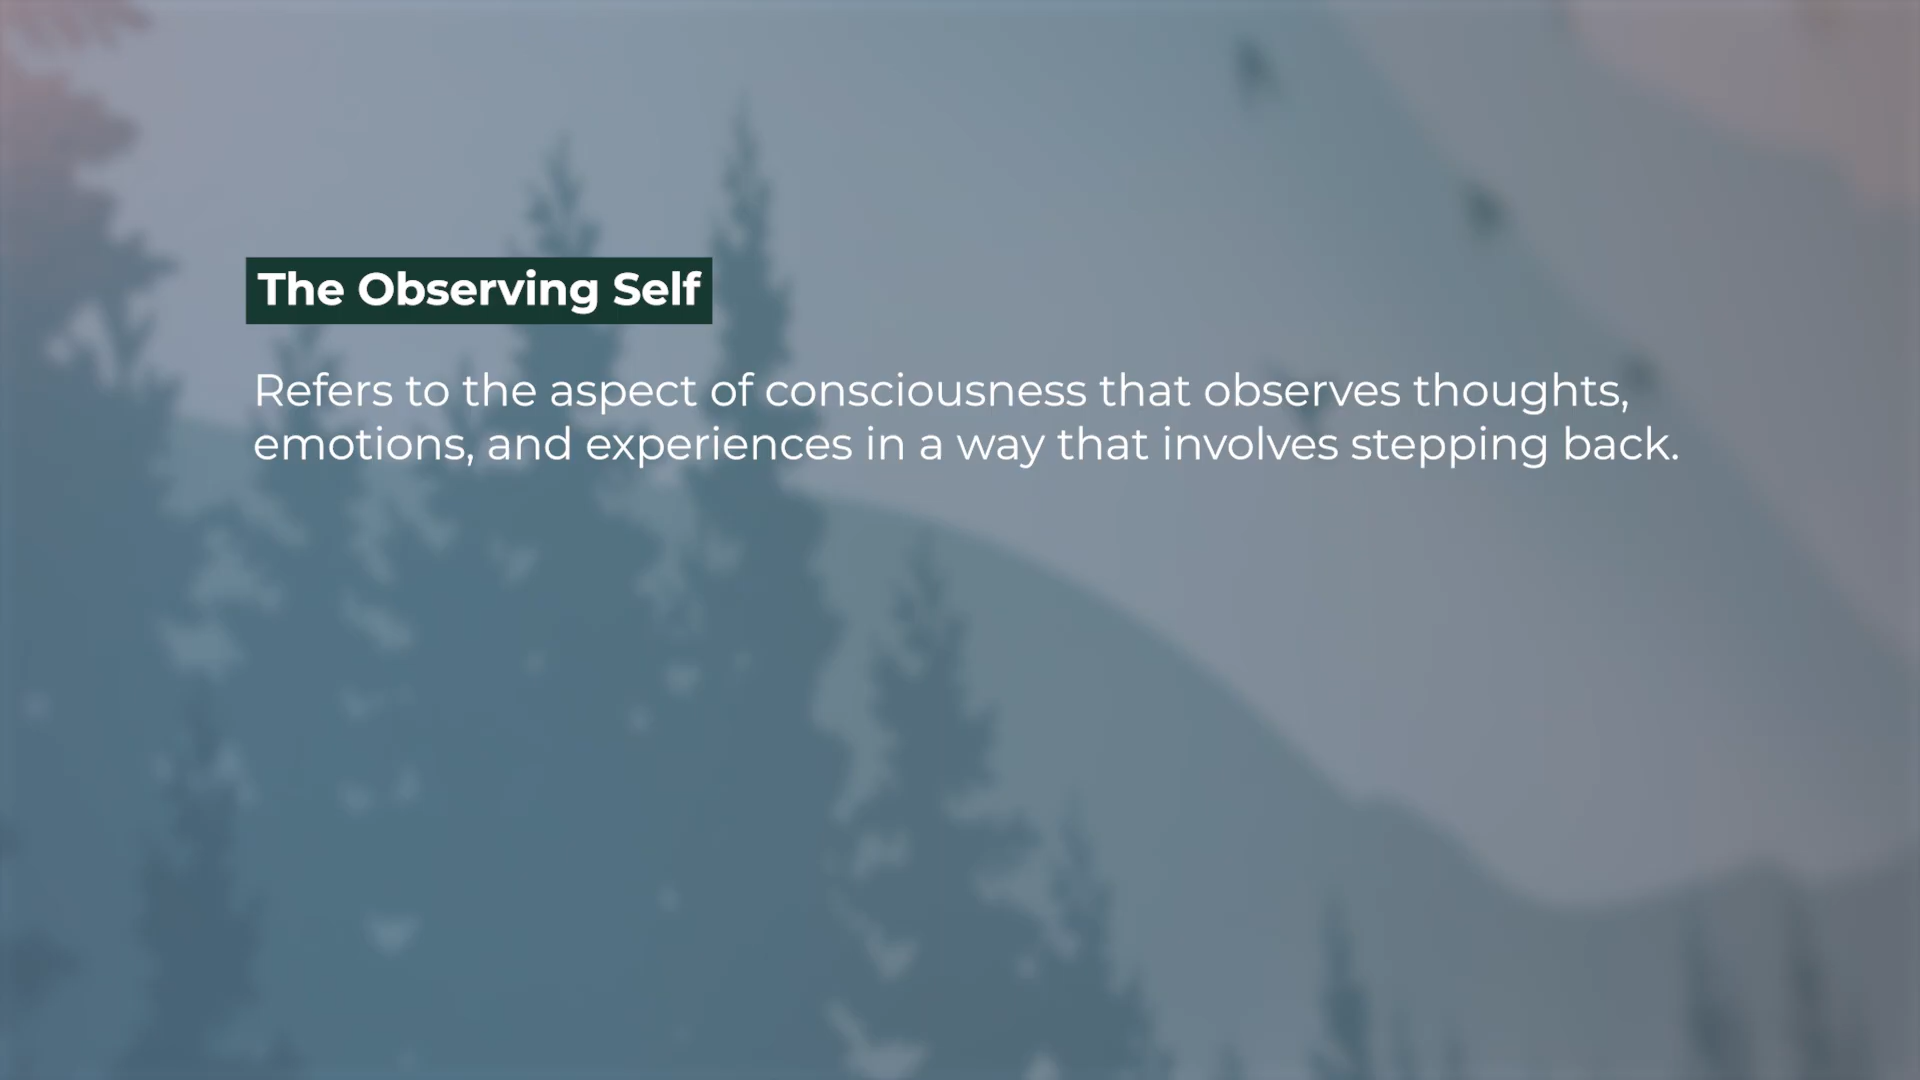 The Observing Self
Refers to the aspect of consciousness that observes thoughts,
emotions, and experiences in a way that involves stepping back.